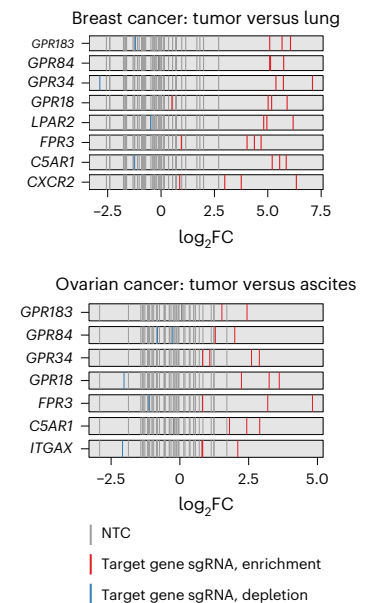 Breast cancer: tumor versus lung
GPR183
GPR84
GPR34
GPR18
LPAR2
FPR3
C5AR1
CXCR2
−2.5 0 2.5 5.0 7.5
log₂FC
Ovarian cancer: tumor versus ascites
GPR183
GPR84
GPR34
GPR18
FPR3
C5AR1
ITGAX
−2.5 0 2.5 5.0
log₂FC
NTC
Target gene sgRNA, enrichment
Target gene sgRNA, depletion